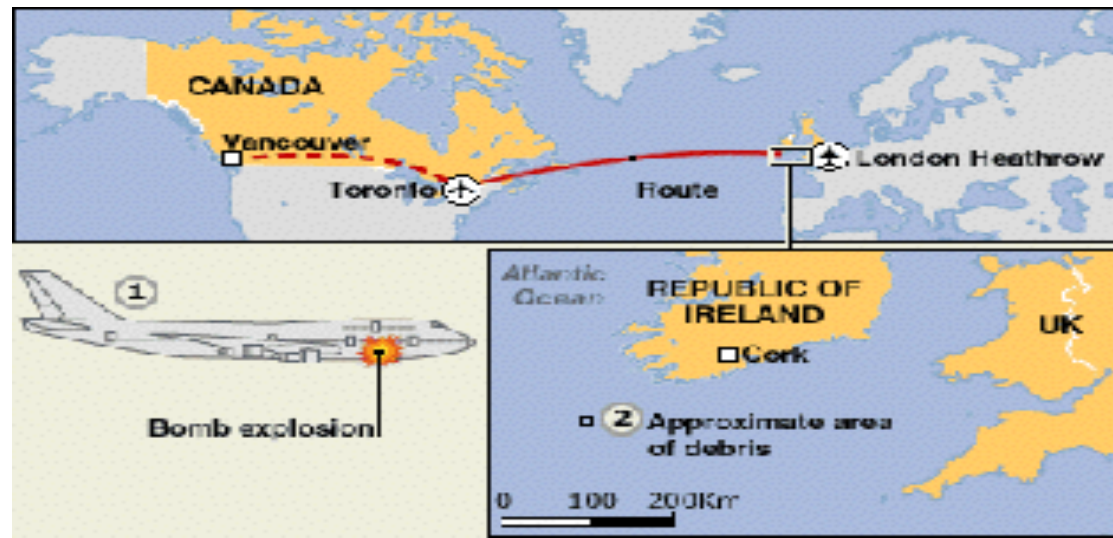 CANADA
Vancouver
Toronto
Route
London Heathrow
1
Bomb explosion
Atlantic
Ocean
REPUBLIC OF
IRELAND
UK
Cork
2 Approximate area
of debris
0 100 200Km